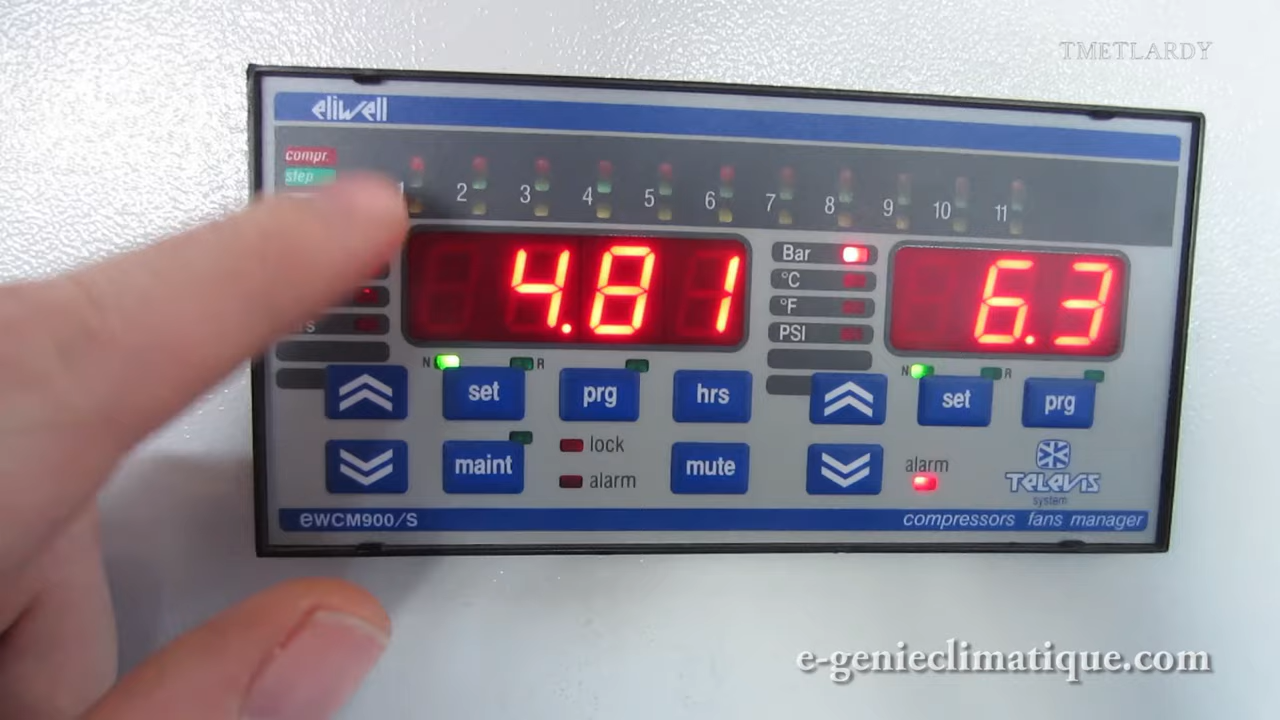 TMETLARDY
eliwell
compr.
step
1 2 3 4 5 6 7 8 9 10 11
4.81
Bar
°C
°F
PSI
6.3
N R
N R
set prg hrs
set prg
maint
lock
alarm
mute
alarm
TELEVIS
system
eWCM900/S
compressors fans manager
e-genieclimatique.com